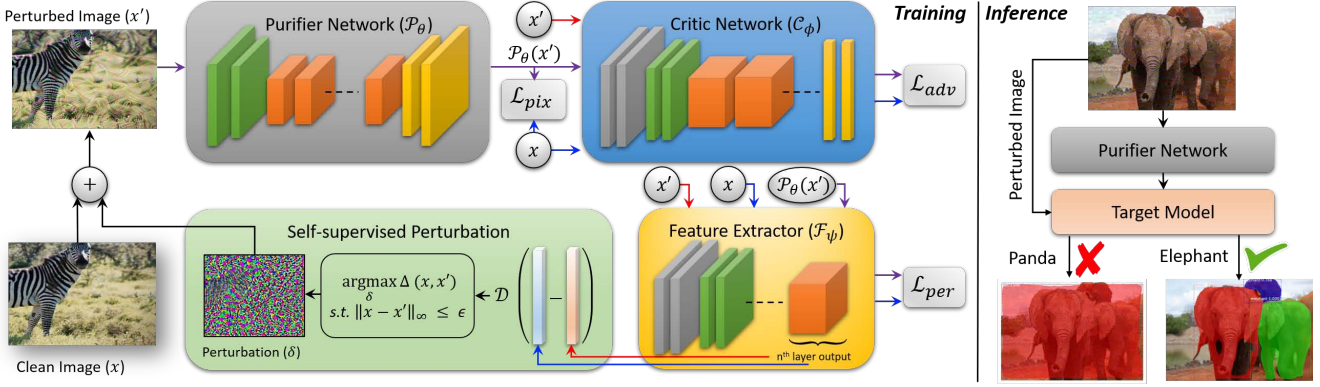 Perturbed Image (x′)
Purifier Network (𝒫θ)
x′
𝒫θ(x′)
ℒpix
x
Critic Network (𝒞ϕ)
ℒadv
Training
Inference
Perturbed Image
Purifier Network
Target Model
Panda
Elephant
+
Clean Image (x)
Self-supervised Perturbation
Perturbation (δ)
argmax Δ (x, x′)
δ
s.t. ‖x − x′‖∞ ≤ ϵ
𝒟
( − )
x′
x
𝒫θ(x′)
Feature Extractor (ℱψ)
nth layer output
ℒper